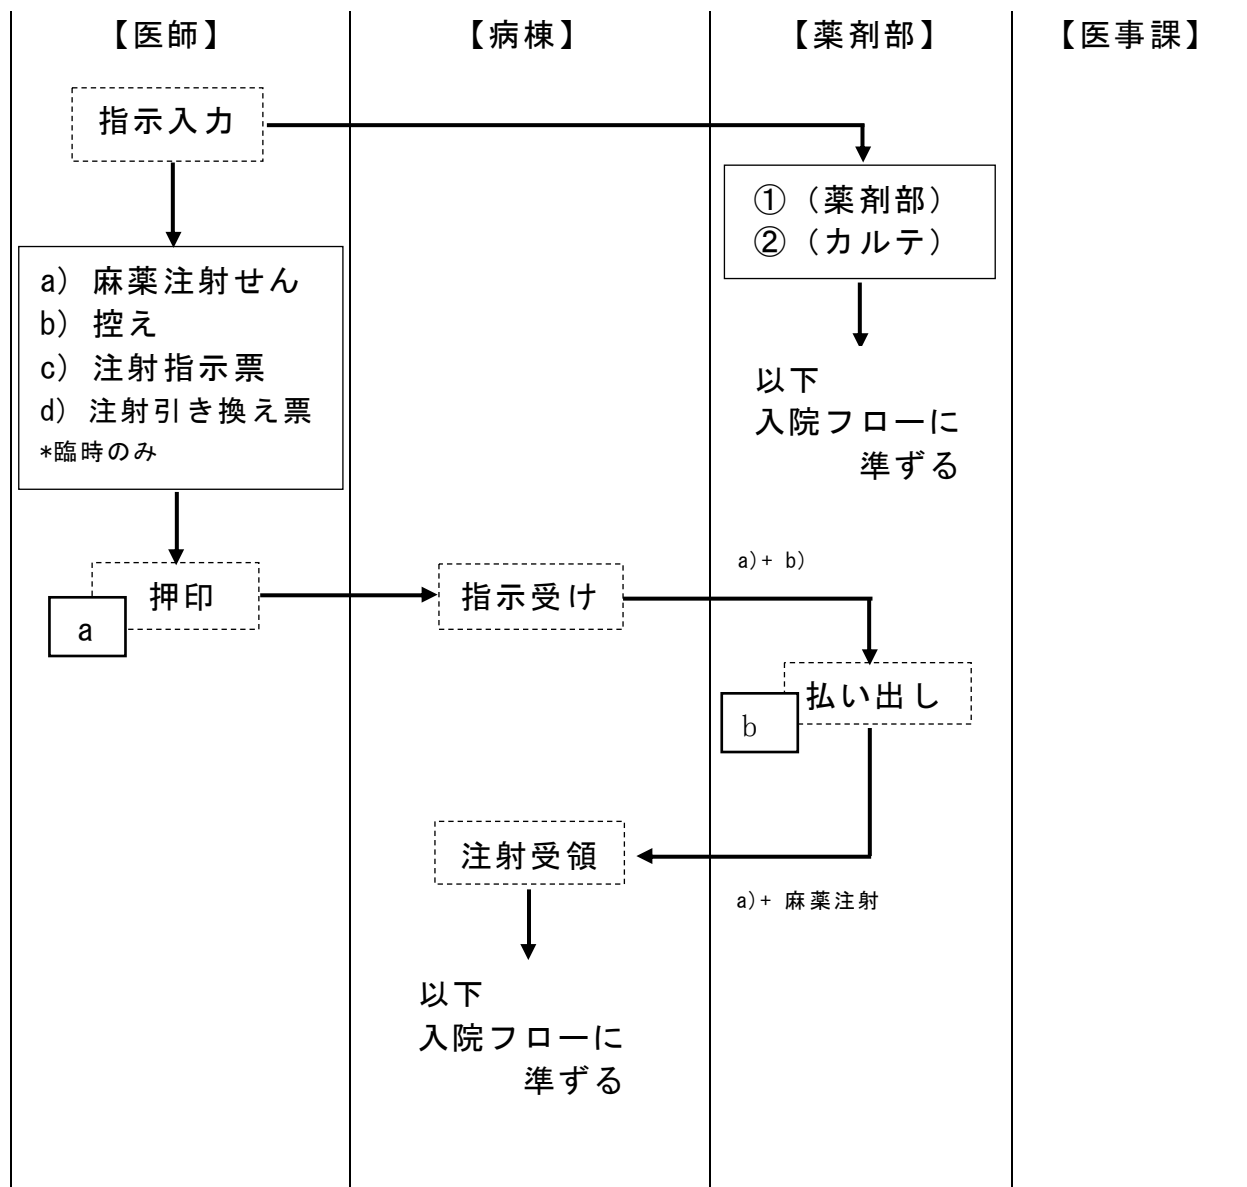 【医師】
【病棟】
【薬剤部】
【医事課】
指示入力
①（薬剤部）
②（カルテ）
a) 麻薬注射せん
b) 控え
c) 注射指示票
d) 注射引き換え票
*臨時のみ
以下
入院フローに
準ずる
押印
a
指示受け
a)+ b)
払い出し
b
注射受領
a)+ 麻薬注射
以下
入院フローに
準ずる